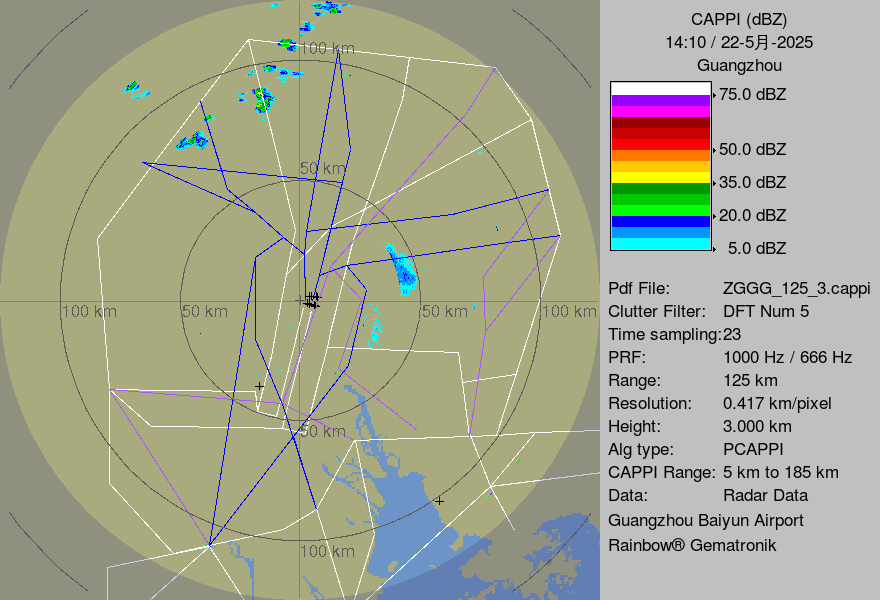 CAPPI (dBZ)
14:10 / 22-5月-2025
Guangzhou
75.0 dBZ
50.0 dBZ
35.0 dBZ
20.0 dBZ
5.0 dBZ
Pdf File: ZGGG_125_3.cappi
Clutter Filter: DFT Num 5
Time sampling:23
PRF: 1000 Hz / 666 Hz
Range: 125 km
Resolution: 0.417 km/pixel
Height: 3.000 km
Alg type: PCAPPI
CAPPI Range: 5 km to 185 km
Data: Radar Data
Guangzhou Baiyun Airport
Rainbow® Gematronik
100 km
50 km
100 km
50 km
50 km
100 km
50 km
100 km